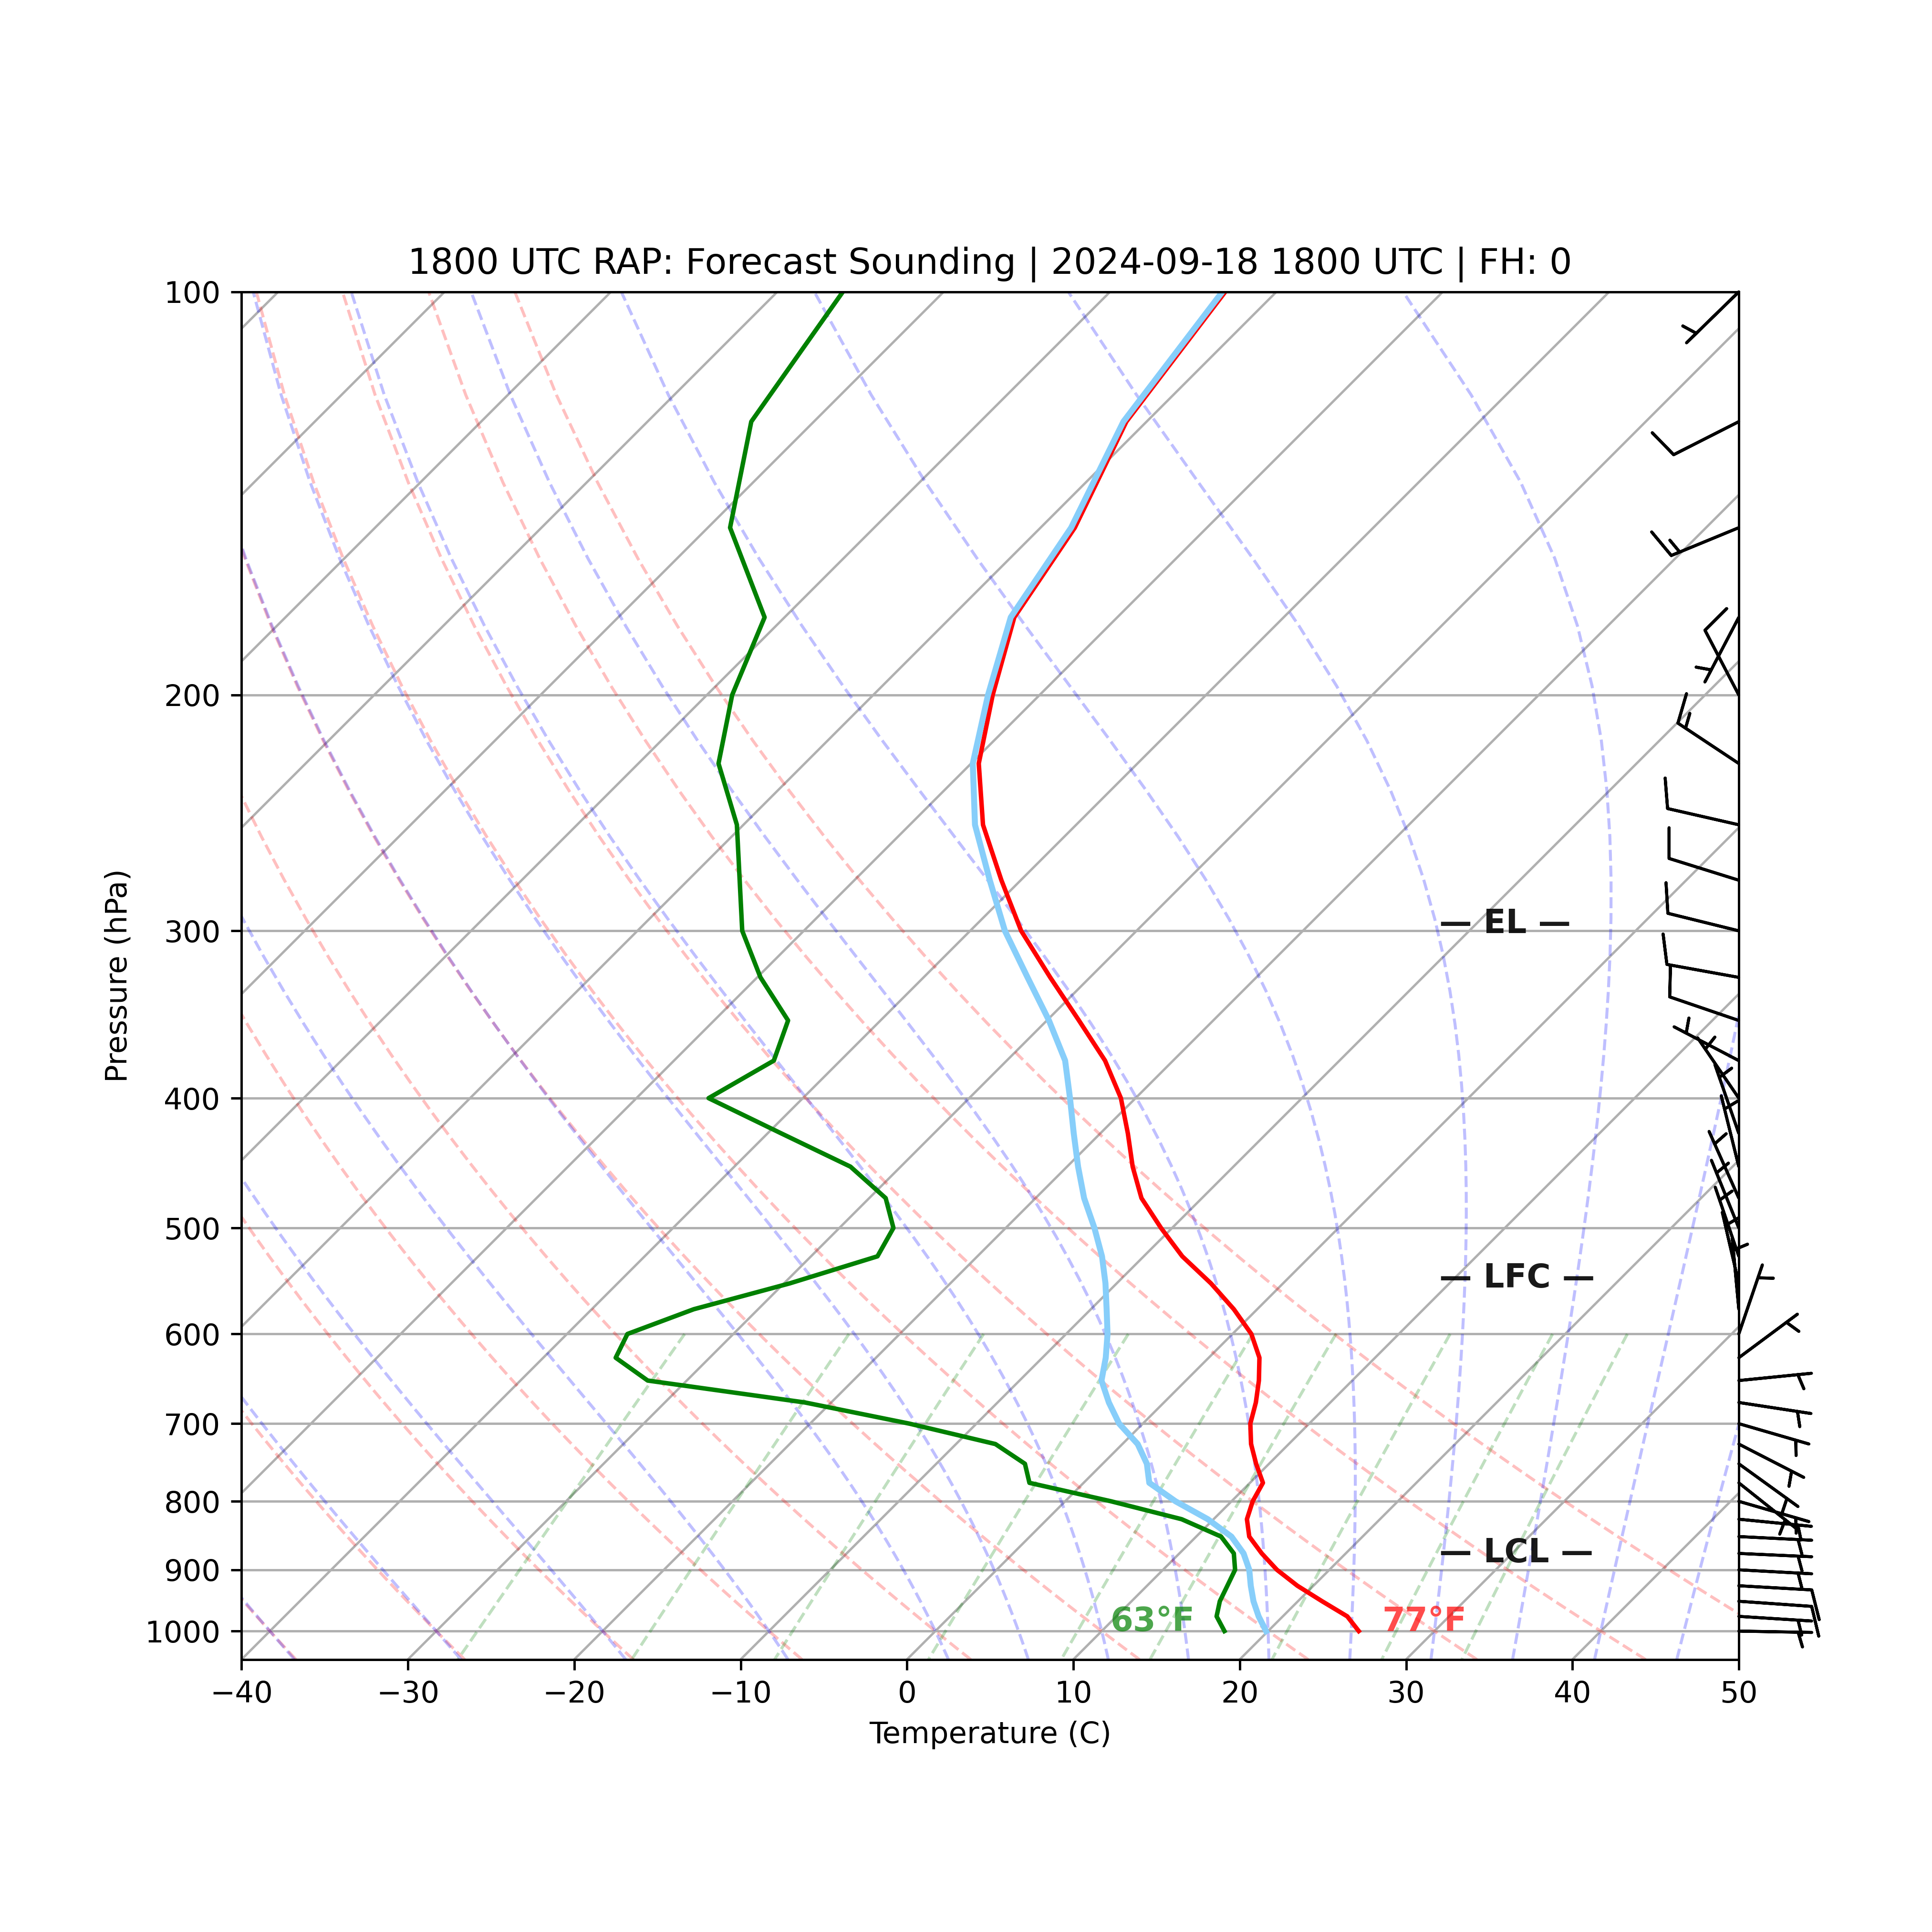 1800 UTC RAP: Forecast Sounding | 2024-09-18 1800 UTC | FH: 0
100
200
300
400
500
600
700
800
900
1000
Pressure (hPa)
— EL —
— LFC —
— LCL —
63°F
77°F
−40 −30 −20 −10 0 10 20 30 40 50
Temperature (C)